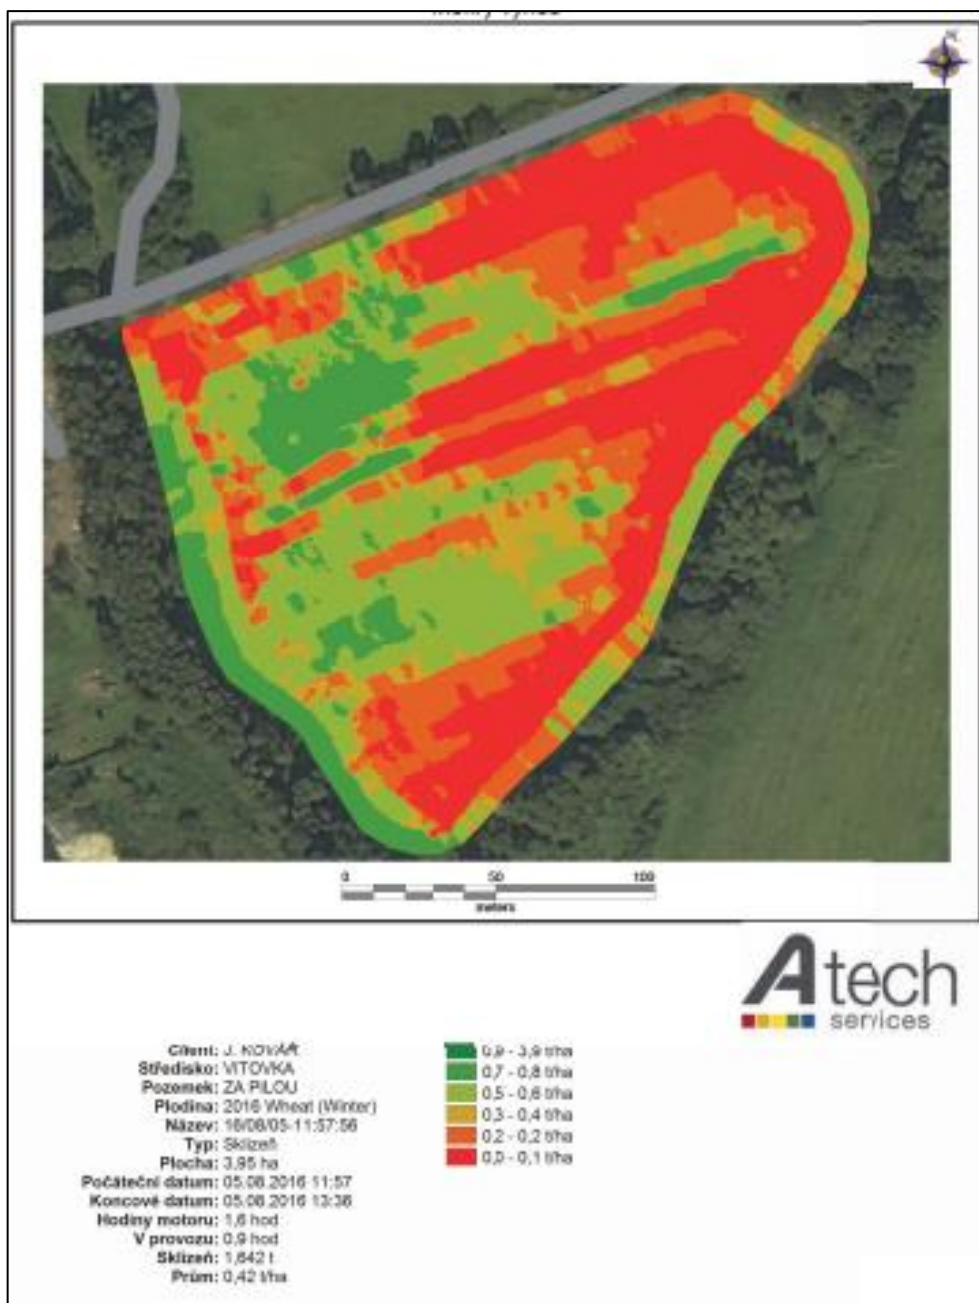 0 50 100
meters
Atech
services
Klient: J. KOVÁŘ
Středisko: VITOVKA
Pozemek: ZA PILOU
Plodina: 2016 Wheat (Winter)
Název: 16/08/05-11:57:56
Typ: Sklizeň
Plocha: 3,95 ha
Počáteční datum: 05.08.2016 11:57
Koncové datum: 05.08.2016 13:36
Hodiny motoru: 1,6 hod
V provozu: 0,9 hod
Sklizeň: 1,642 t
Prům: 0,42 t/ha
0,9 - 3,9 t/ha
0,7 - 0,8 t/ha
0,5 - 0,6 t/ha
0,3 - 0,4 t/ha
0,2 - 0,2 t/ha
0,0 - 0,1 t/ha